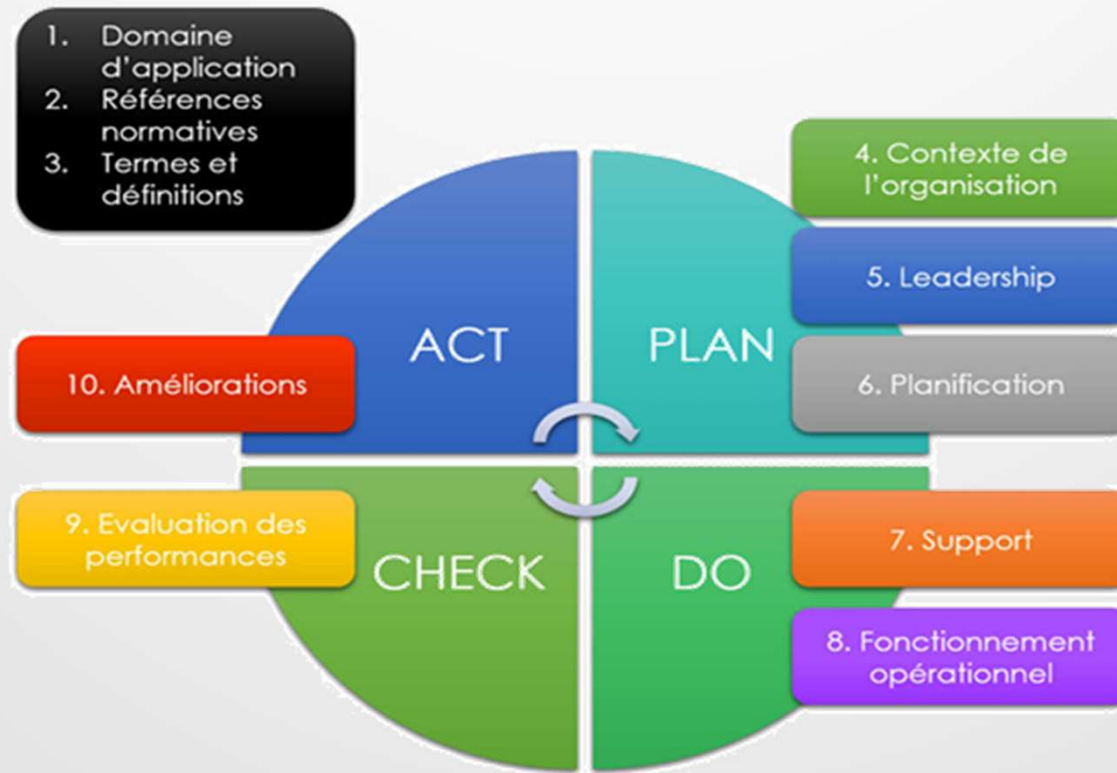 1. Domaine
d'application
2. Références
normatives
3. Termes et
définitions
4. Contexte de
l'organisation
5. Leadership
ACT
PLAN
10. Améliorations
6. Planification
9. Evaluation des
performances
7. Support
CHECK
DO
8. Fonctionnement
opérationnel